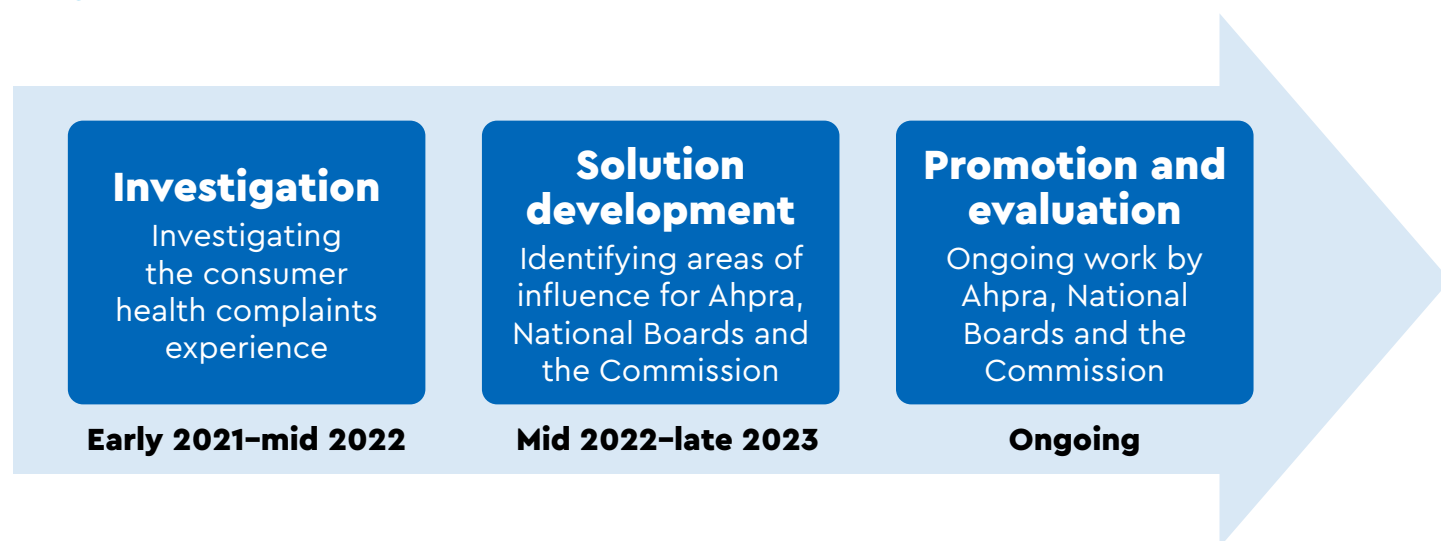 Investigation
Investigating
the consumer
health complaints
experience
Early 2021–mid 2022
Solution
development
Identifying areas of
influence for Ahpra,
National Boards and
the Commission
Mid 2022–late 2023
Promotion and
evaluation
Ongoing work by
Ahpra, National
Boards and the
Commission
Ongoing